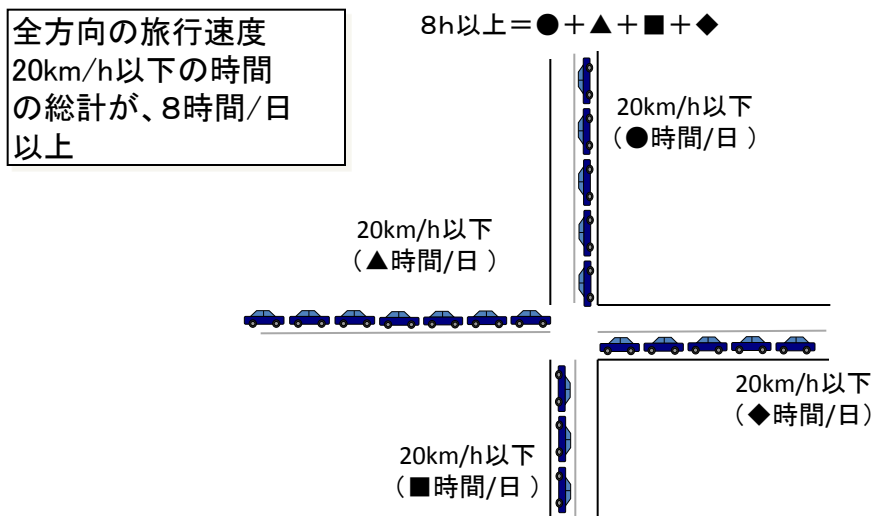 全方向の旅行速度
20km/h以下の時間
の総計が、８時間/日
以上
８h以上＝●＋▲＋■＋◆
20km/h以下
（●時間/日 ）
20km/h以下
（▲時間/日 ）
20km/h以下
（◆時間/日）
20km/h以下
（■時間/日 ）